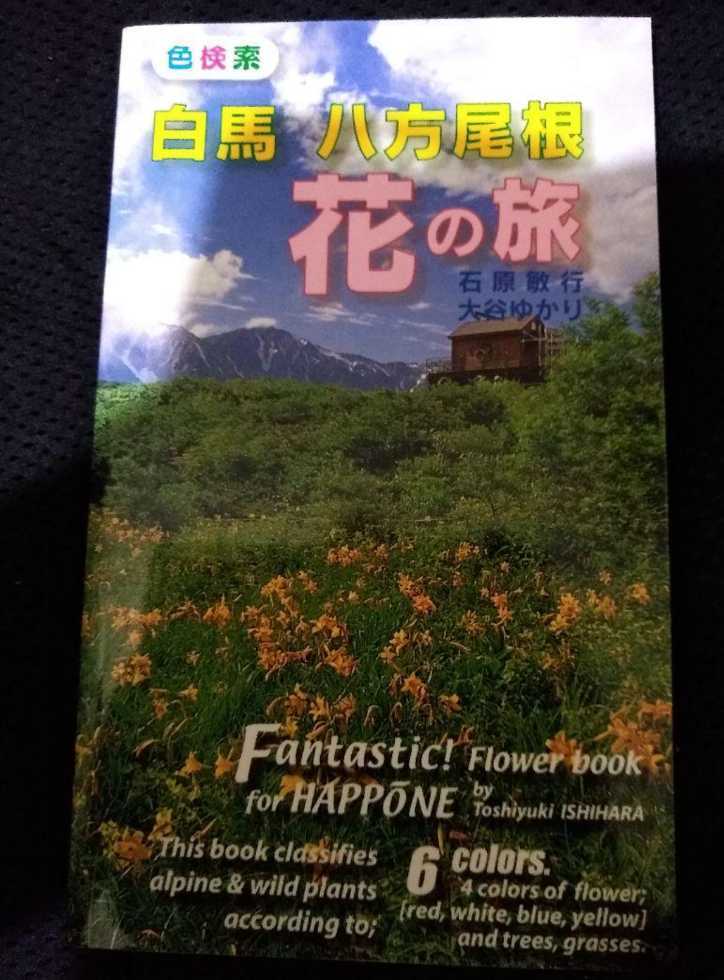 色検索
白馬 八方尾根
花の旅
石原敏行
大谷ゆかり
Fantastic! Flower book
for HAPPŌNE by
Toshiyuki ISHIHARA
This book classifies
alpine & wild plants
according to;
6 colors.
4 colors of flower;
[red, white, blue, yellow]
and trees, grasses.